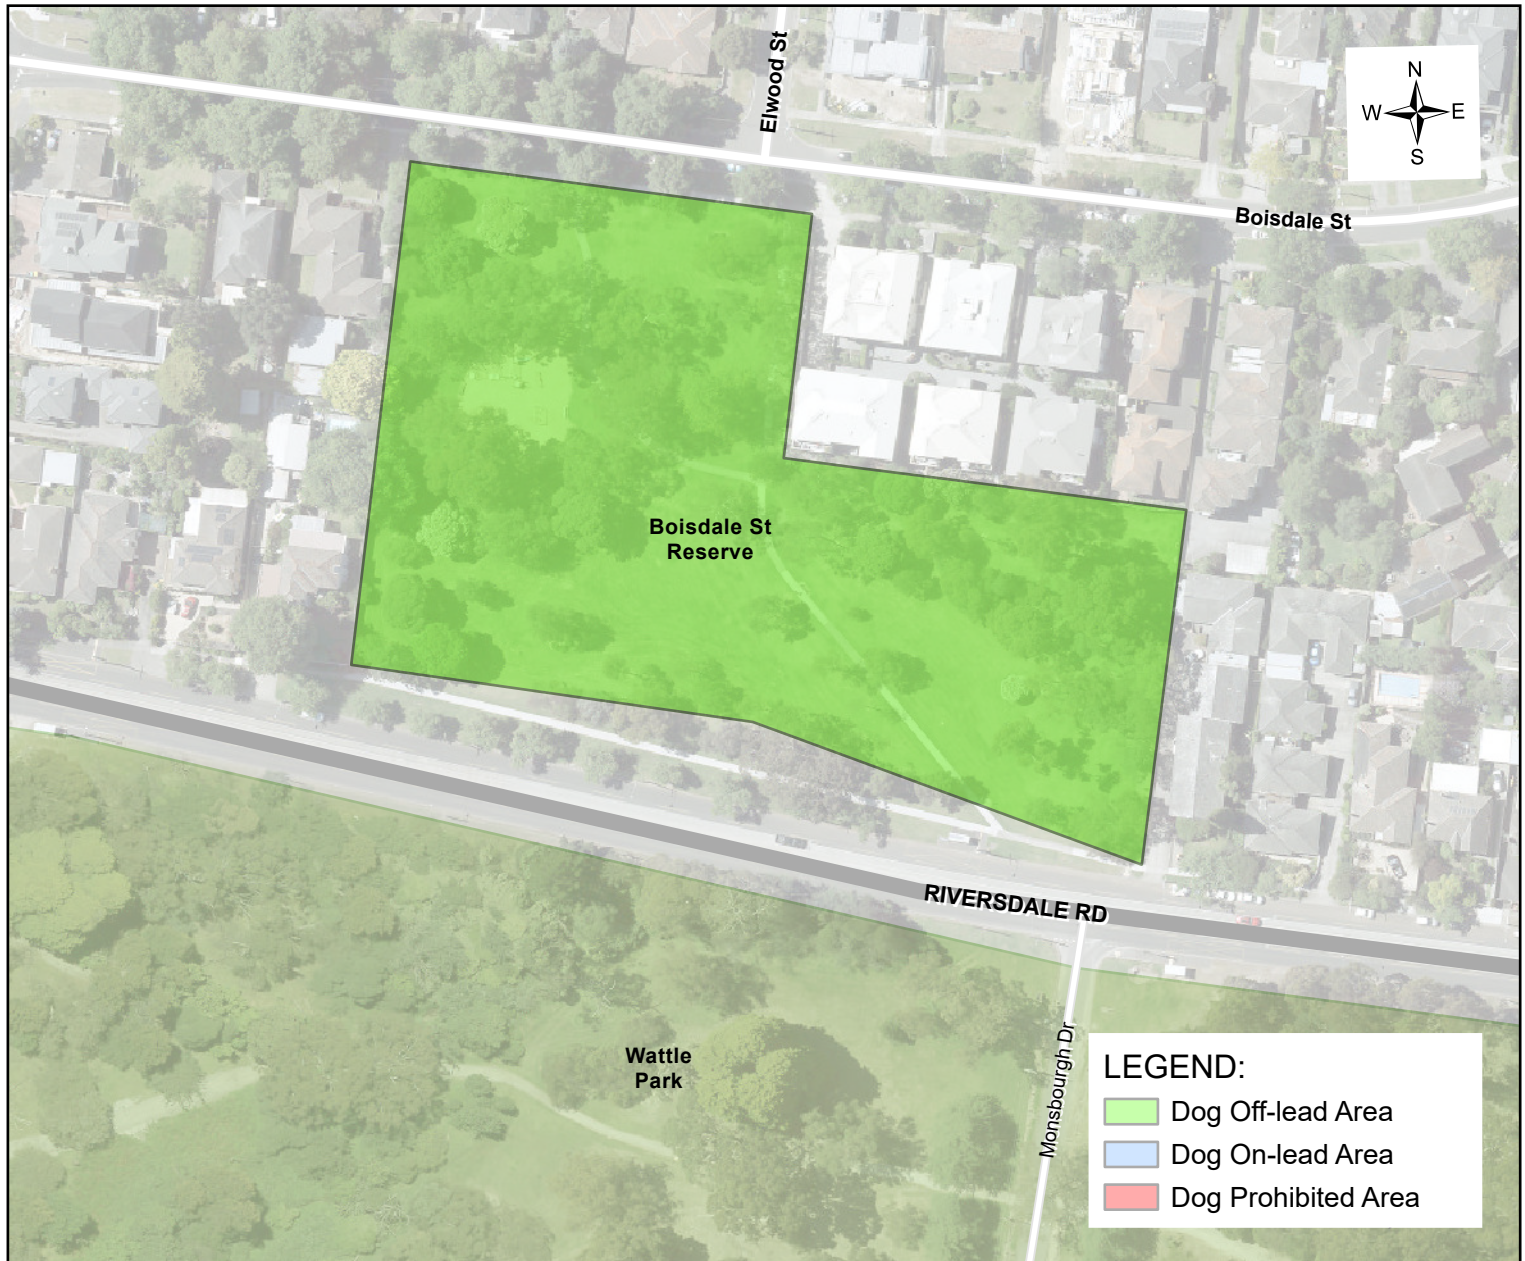 Elwood St
N
W E
S
Boisdale St
Boisdale St
Reserve
RIVERSDALE RD
Wattle
Park
Monsbourgh Dr
LEGEND:
Dog Off-lead Area
Dog On-lead Area
Dog Prohibited Area